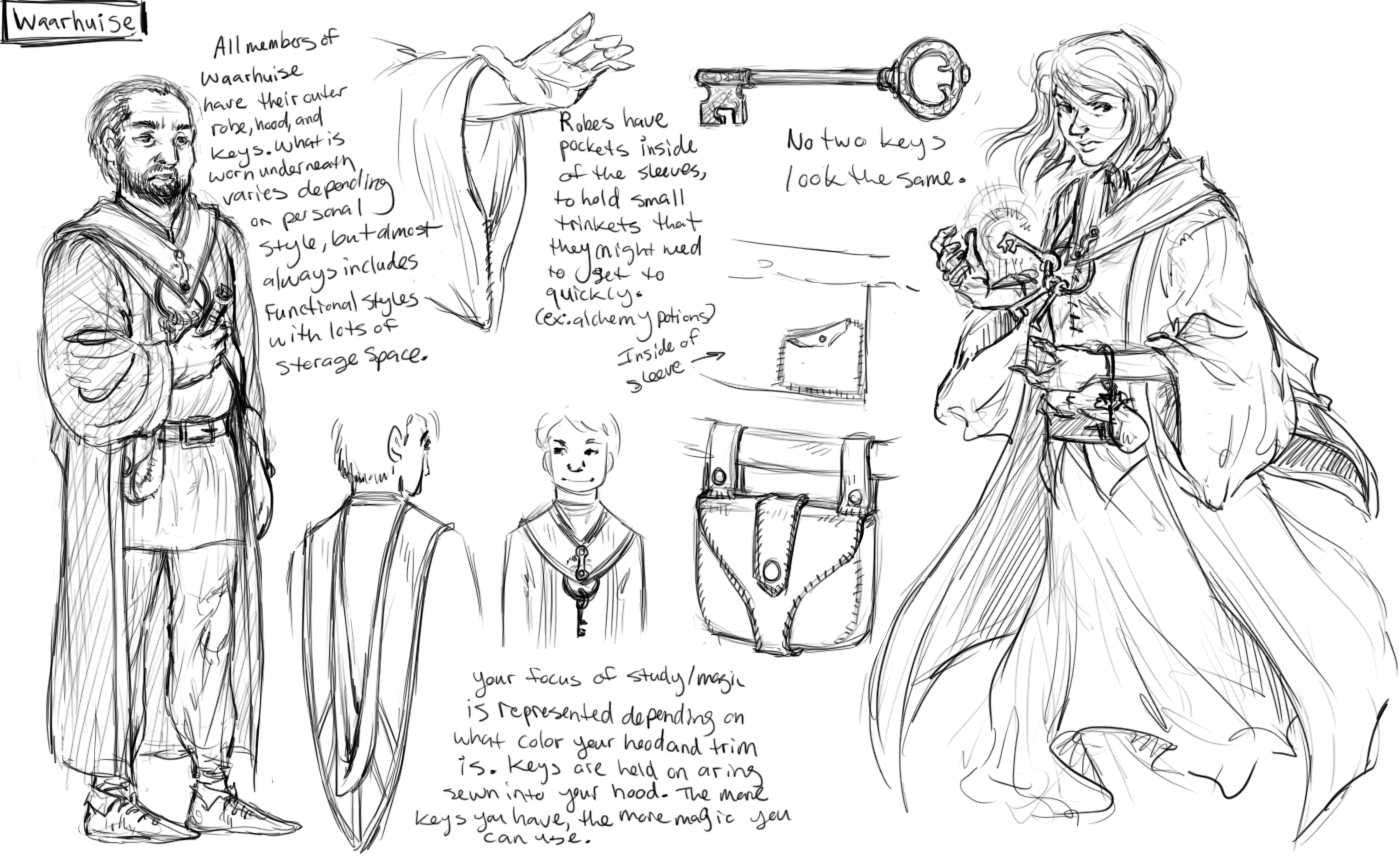 Waarhuise
All members of
Waarhuise
have their outer
robe, hood, and
keys. What is
worn underneath
varies depending
on personal
style, but almost
always includes
Functional styles
with lots of
storage space.
Robes have
pockets inside
of the sleeves,
to hold small
trinkets that
they might need
to get to
quickly.
(ex. alchemy potions)
Inside of
sleeve
No two keys
look the same.
your focus of study/magic
is represented depending on
what color your hood and trim
is. Keys are held on a ring
sewn into your hood. The more
keys you have, the more magic you
can use.